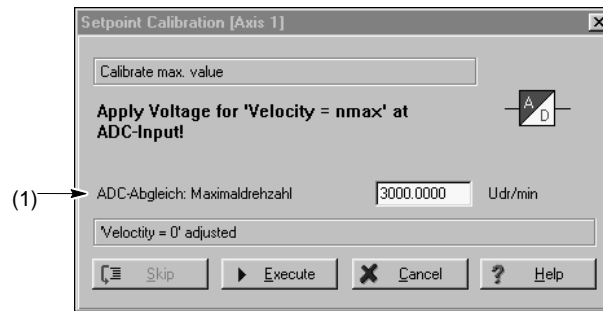 Setpoint Calibration [Axis 1]
Calibrate max. value
Apply Voltage for 'Velocity = nmax' at
ADC-Input!
A
D
(1)
ADC-Abgleich: Maximaldrehzahl 3000.0000 Udr/min
'Veloctity = 0' adjusted
Skip Execute Cancel ? Help